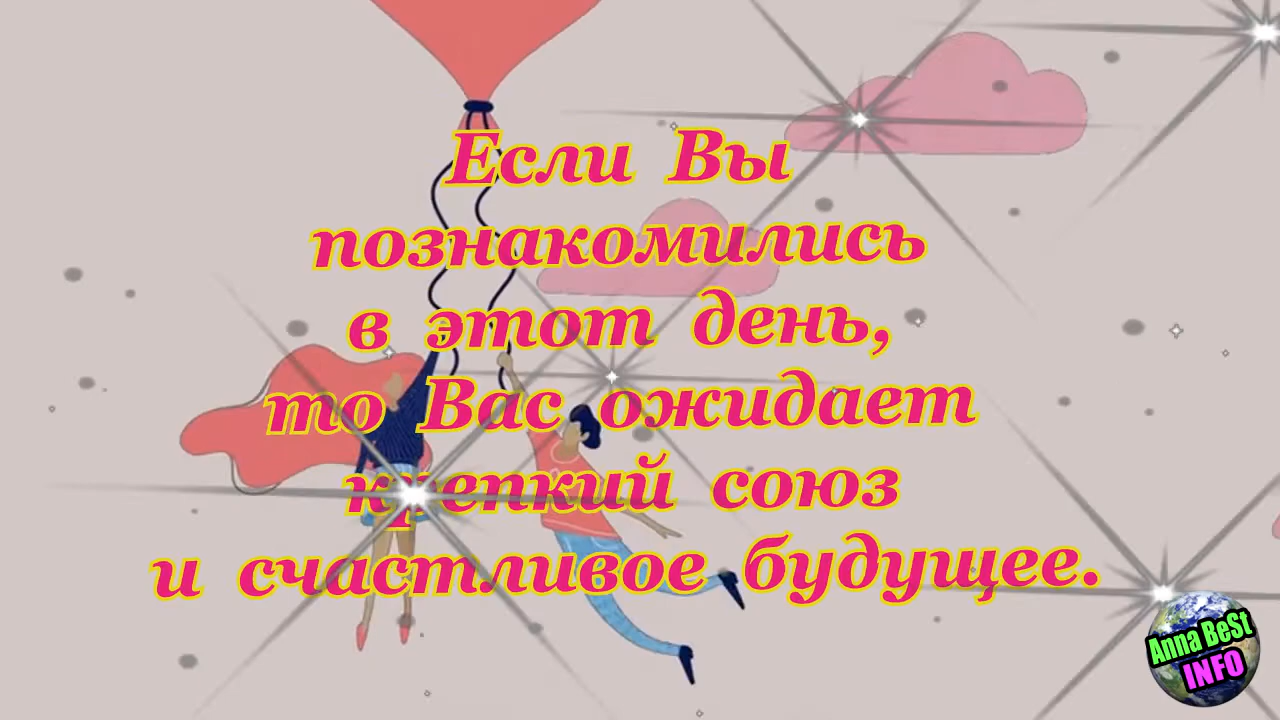 Если Вы
познакомились
в этот день,
то Вас ожидает
крепкий союз
и счастливое будущее.
Anna BeSt
INFO